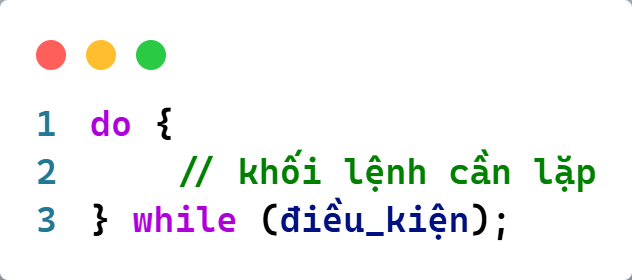 1 do {
2 // khối lệnh cần lặp
3 } while (điều_kiện);